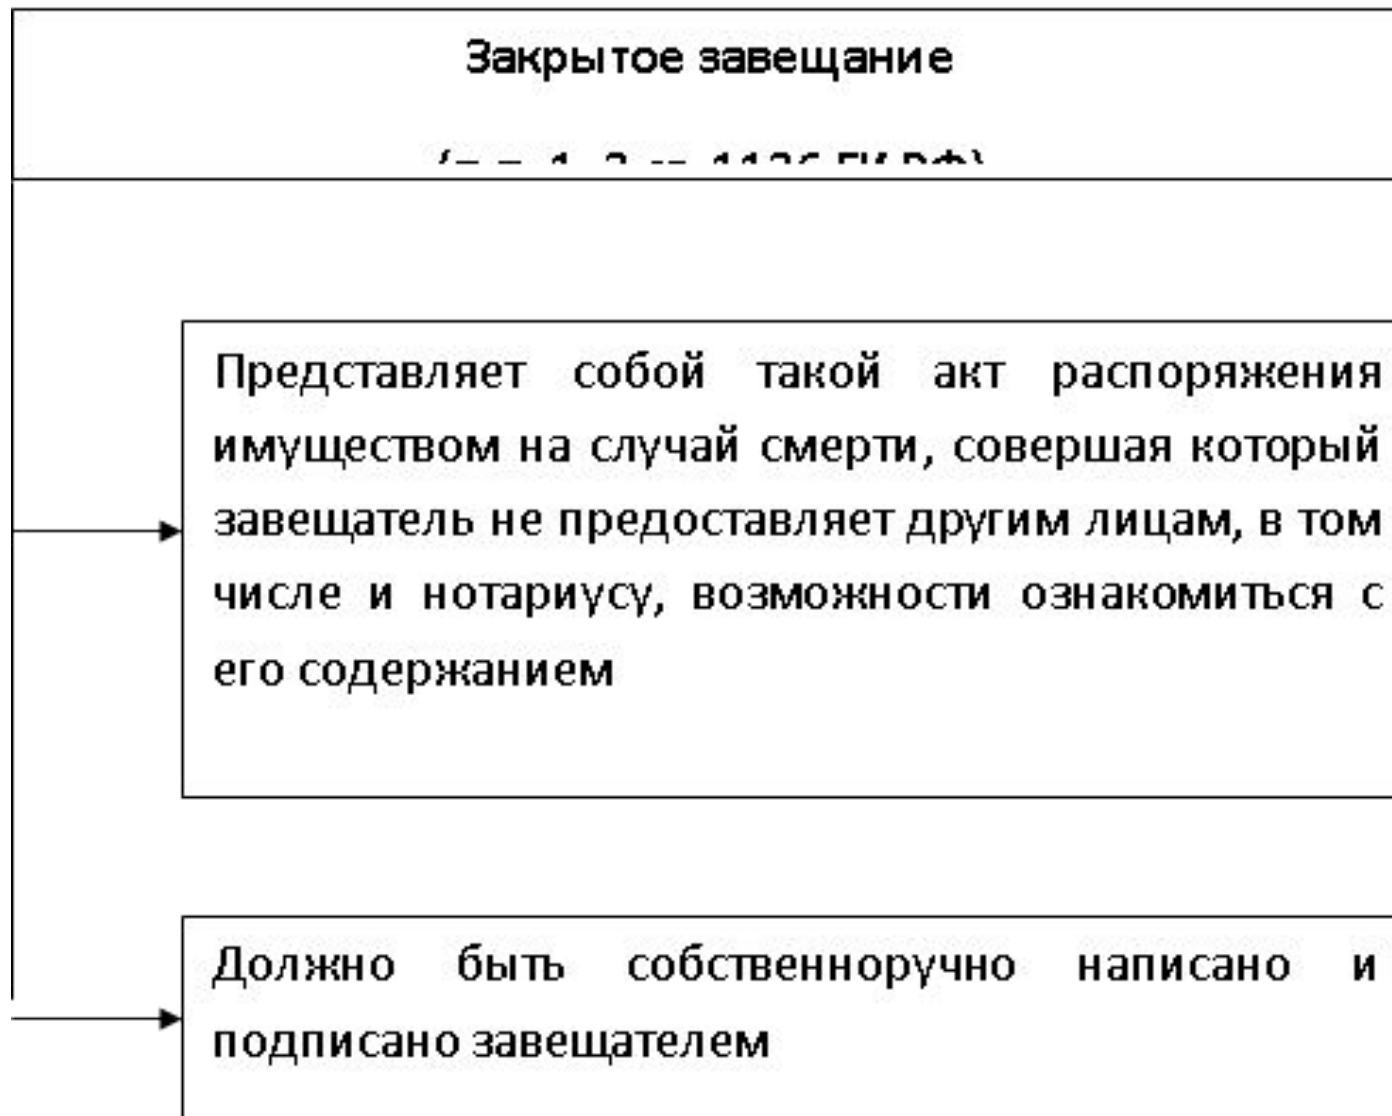 Закрытое завещание
Представляет собой такой акт распоряжения
имуществом на случай смерти, совершая который
завещатель не предоставляет другим лицам, в том
числе и нотариусу, возможности ознакомиться с
его содержанием
Должно быть собственноручно написано и
подписано завещателем